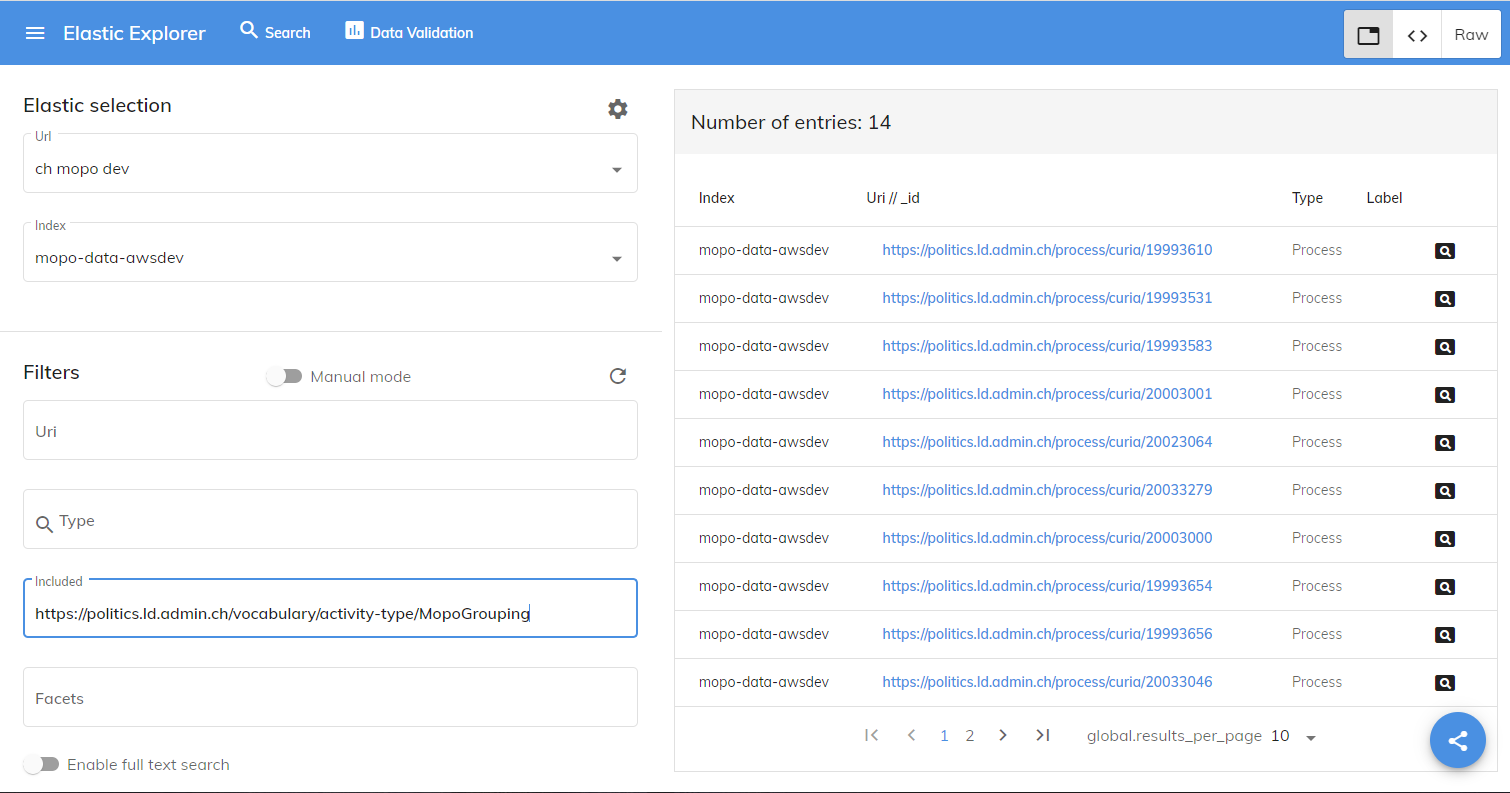 Elastic Explorer
Search
Data Validation
Raw
Elastic selection
Url
ch mopo dev
Index
mopo-data-awsdev
Filters
Manual mode
Uri
Type
Included
https://politics.ld.admin.ch/vocabulary/activity-type/MopoGrouping
Facets
Enable full text search
Number of entries: 14
Index Uri // _id Type Label
mopo-data-awsdev https://politics.ld.admin.ch/process/curia/19993610 Process
mopo-data-awsdev https://politics.ld.admin.ch/process/curia/19993531 Process
mopo-data-awsdev https://politics.ld.admin.ch/process/curia/19993583 Process
mopo-data-awsdev https://politics.ld.admin.ch/process/curia/20003001 Process
mopo-data-awsdev https://politics.ld.admin.ch/process/curia/20023064 Process
mopo-data-awsdev https://politics.ld.admin.ch/process/curia/20033279 Process
mopo-data-awsdev https://politics.ld.admin.ch/process/curia/20003000 Process
mopo-data-awsdev https://politics.ld.admin.ch/process/curia/19993654 Process
mopo-data-awsdev https://politics.ld.admin.ch/process/curia/19993656 Process
mopo-data-awsdev https://politics.ld.admin.ch/process/curia/20033046 Process
1 2 global.results_per_page 10